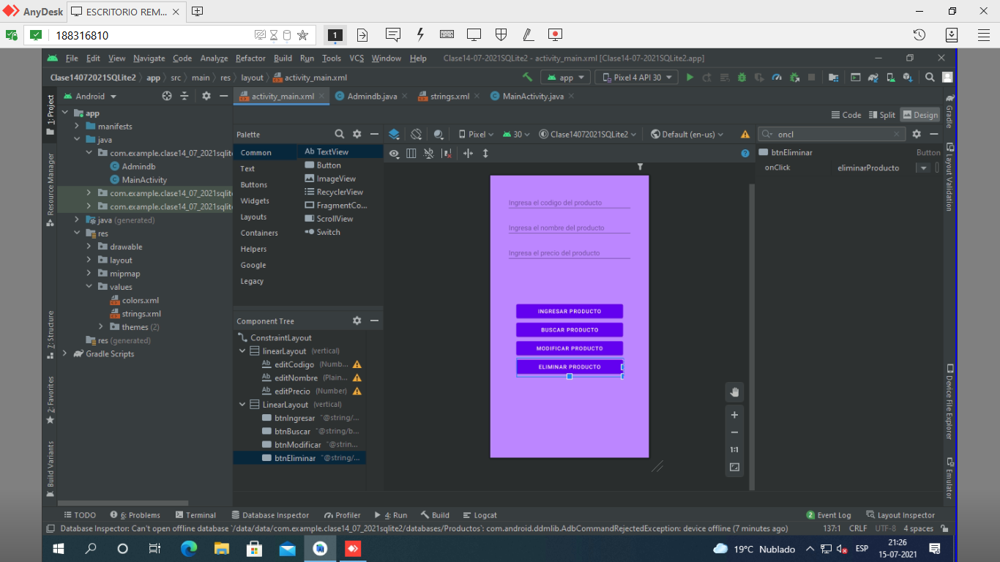 AnyDesk
ESCRITORIO REM...
188316810
1
File Edit View Navigate Code Analyze Refactor Build Run Tools VCS Window Help Clase14-07-2021SQLite2 - activity_main.xml [Clase14-07-2021SQLite2.app]
Clase14072021SQLite2 app src main res layout activity_main.xml
app Pixel 4 API 30
1: Project
Resource Manager
7: Structure
2: Favorites
Build Variants
Android
app
manifests
java
com.example.clase14_07_2021sqlit
Admindb
MainActivity
com.example.clase14_07_2021sqlit
com.example.clase14_07_2021sqlit
java (generated)
res
drawable
layout
mipmap
values
colors.xml
strings.xml
themes (2)
res (generated)
Gradle Scripts
activity_main.xml Admindb.java strings.xml MainActivity.java
Code Split Design
Palette
Common
Text
Buttons
Widgets
Layouts
Containers
Helpers
Google
Legacy
Ab TextView
Button
ImageView
RecyclerView
FragmentCo...
ScrollView
Switch
Component Tree
ConstraintLayout
linearLayout (vertical)
Ab editCodigo (Numb...
Ab editNombre (Plain...
Ab editPrecio (Number)
LinearLayout (vertical)
btnIngresar "@string/...
btnBuscar "@string/b...
btnModificar "@strin...
btnEliminar "@string/...
Pixel 30 Clase14072021SQLite2 Default (en-us)
Ingresa el codigo del producto
Ingresa el nombre del producto
Ingresa el precio del producto
INGRESAR PRODUCTO
BUSCAR PRODUCTO
MODIFICAR PRODUCTO
ELIMINAR PRODUCTO
1:1
oncl
btnEliminar Button
onClick eliminarProducto
Gradle
Layout Validation
Device File Explorer
Emulator
TODO 6: Problems Terminal Database Inspector Profiler 4: Run Build Logcat 2 Event Log Layout Inspector
Database Inspector: Can't open offline database `/data/data/com.example.clase14_07_2021sqlite2/databases/Productos`: com.android.ddmlib.AdbCommandRejectedException: device offline (7 minutes ago) 137:1 CRLF UTF-8 4 spaces
19°C Nublado ESP
21:26
15-07-2021